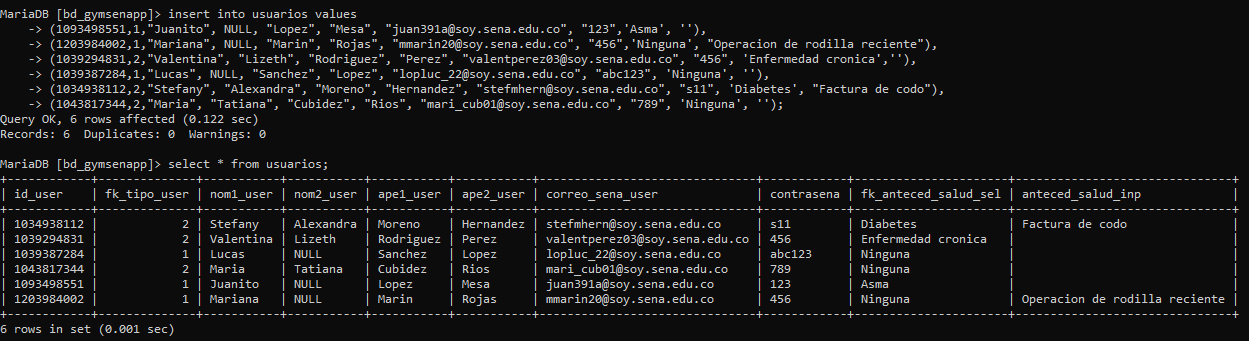 MariaDB [bd_gymsenapp]> insert into usuarios values
    -> (1093498551,1,"Juanito", NULL, "Lopez", "Mesa", "juan391a@soy.sena.edu.co", "123",'Asma', ''),
    -> (1203984002,1,"Mariana", NULL, "Marin", "Rojas", "mmarin20@soy.sena.edu.co", "456",'Ninguna', "Operacion de rodilla reciente"),
    -> (1039294831,2,"Valentina", "Lizeth", "Rodriguez", "Perez", "valentperez03@soy.sena.edu.co", "456", 'Enfermedad cronica',''),
    -> (1039387284,1,"Lucas", NULL, "Sanchez", "Lopez", "lopluc_22@soy.sena.edu.co", "abc123", 'Ninguna', ''),
    -> (1034938112,2,"Stefany", "Alexandra", "Moreno", "Hernandez", "stefmhern@soy.sena.edu.co", "s11", 'Diabetes', "Factura de codo"),
    -> (1043817344,2,"Maria", "Tatiana", "Cubidez", "Rios", "mari_cub01@soy.sena.edu.co", "789", 'Ninguna', '');
Query OK, 6 rows affected (0.122 sec)
Records: 6  Duplicates: 0  Warnings: 0
MariaDB [bd_gymsenapp]> select * from usuarios;
| id_user | fk_tipo_user | nom1_user | nom2_user | ape1_user | ape2_user | correo_sena_user | contrasena | fk_anteced_salud_sel | anteced_salud_inp |
| 1034938112 | 2 | Stefany | Alexandra | Moreno | Hernandez | stefmhern@soy.sena.edu.co | s11 | Diabetes | Factura de codo |
| 1039294831 | 2 | Valentina | Lizeth | Rodriguez | Perez | valentperez03@soy.sena.edu.co | 456 | Enfermedad cronica | |
| 1039387284 | 1 | Lucas | NULL | Sanchez | Lopez | lopluc_22@soy.sena.edu.co | abc123 | Ninguna | |
| 1043817344 | 2 | Maria | Tatiana | Cubidez | Rios | mari_cub01@soy.sena.edu.co | 789 | Ninguna | |
| 1093498551 | 1 | Juanito | NULL | Lopez | Mesa | juan391a@soy.sena.edu.co | 123 | Asma | |
| 1203984002 | 1 | Mariana | NULL | Marin | Rojas | mmarin20@soy.sena.edu.co | 456 | Ninguna | Operacion de rodilla reciente |
6 rows in set (0.001 sec)